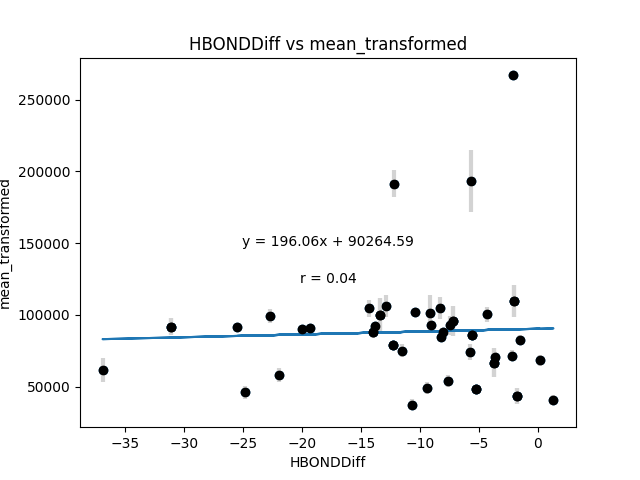 HBONDDiff vs mean_transformed
mean_transformed
250000
200000
150000
100000
50000
y = 196.06x + 90264.59
r = 0.04
−35
−30
−25
−20
−15
−10
−5
0
HBONDDiff